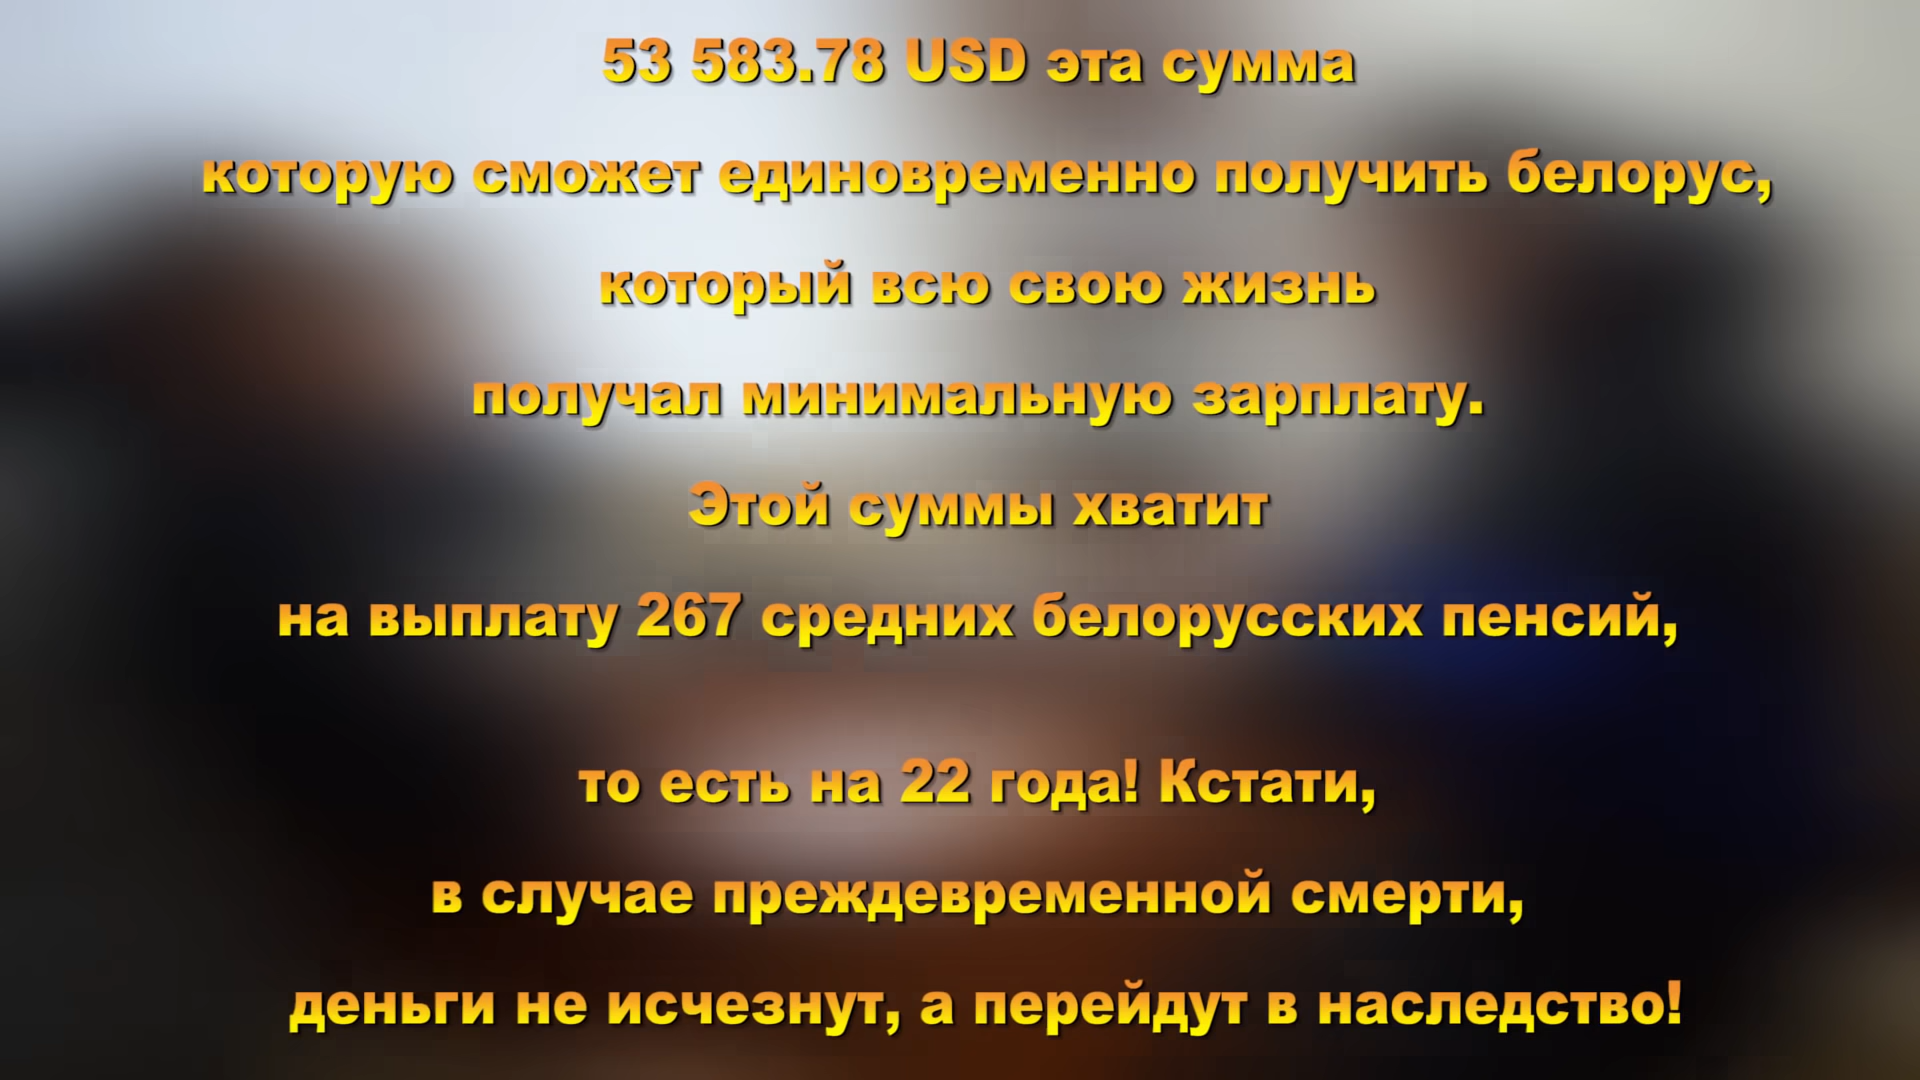 53 583.78 USD эта сумма
которую сможет единовременно получить белорус,
который всю свою жизнь
получал минимальную зарплату.
Этой суммы хватит
на выплату 267 средних белорусских пенсий,
то есть на 22 года! Кстати,
в случае преждевременной смерти,
деньги не исчезнут, а перейдут в наследство!